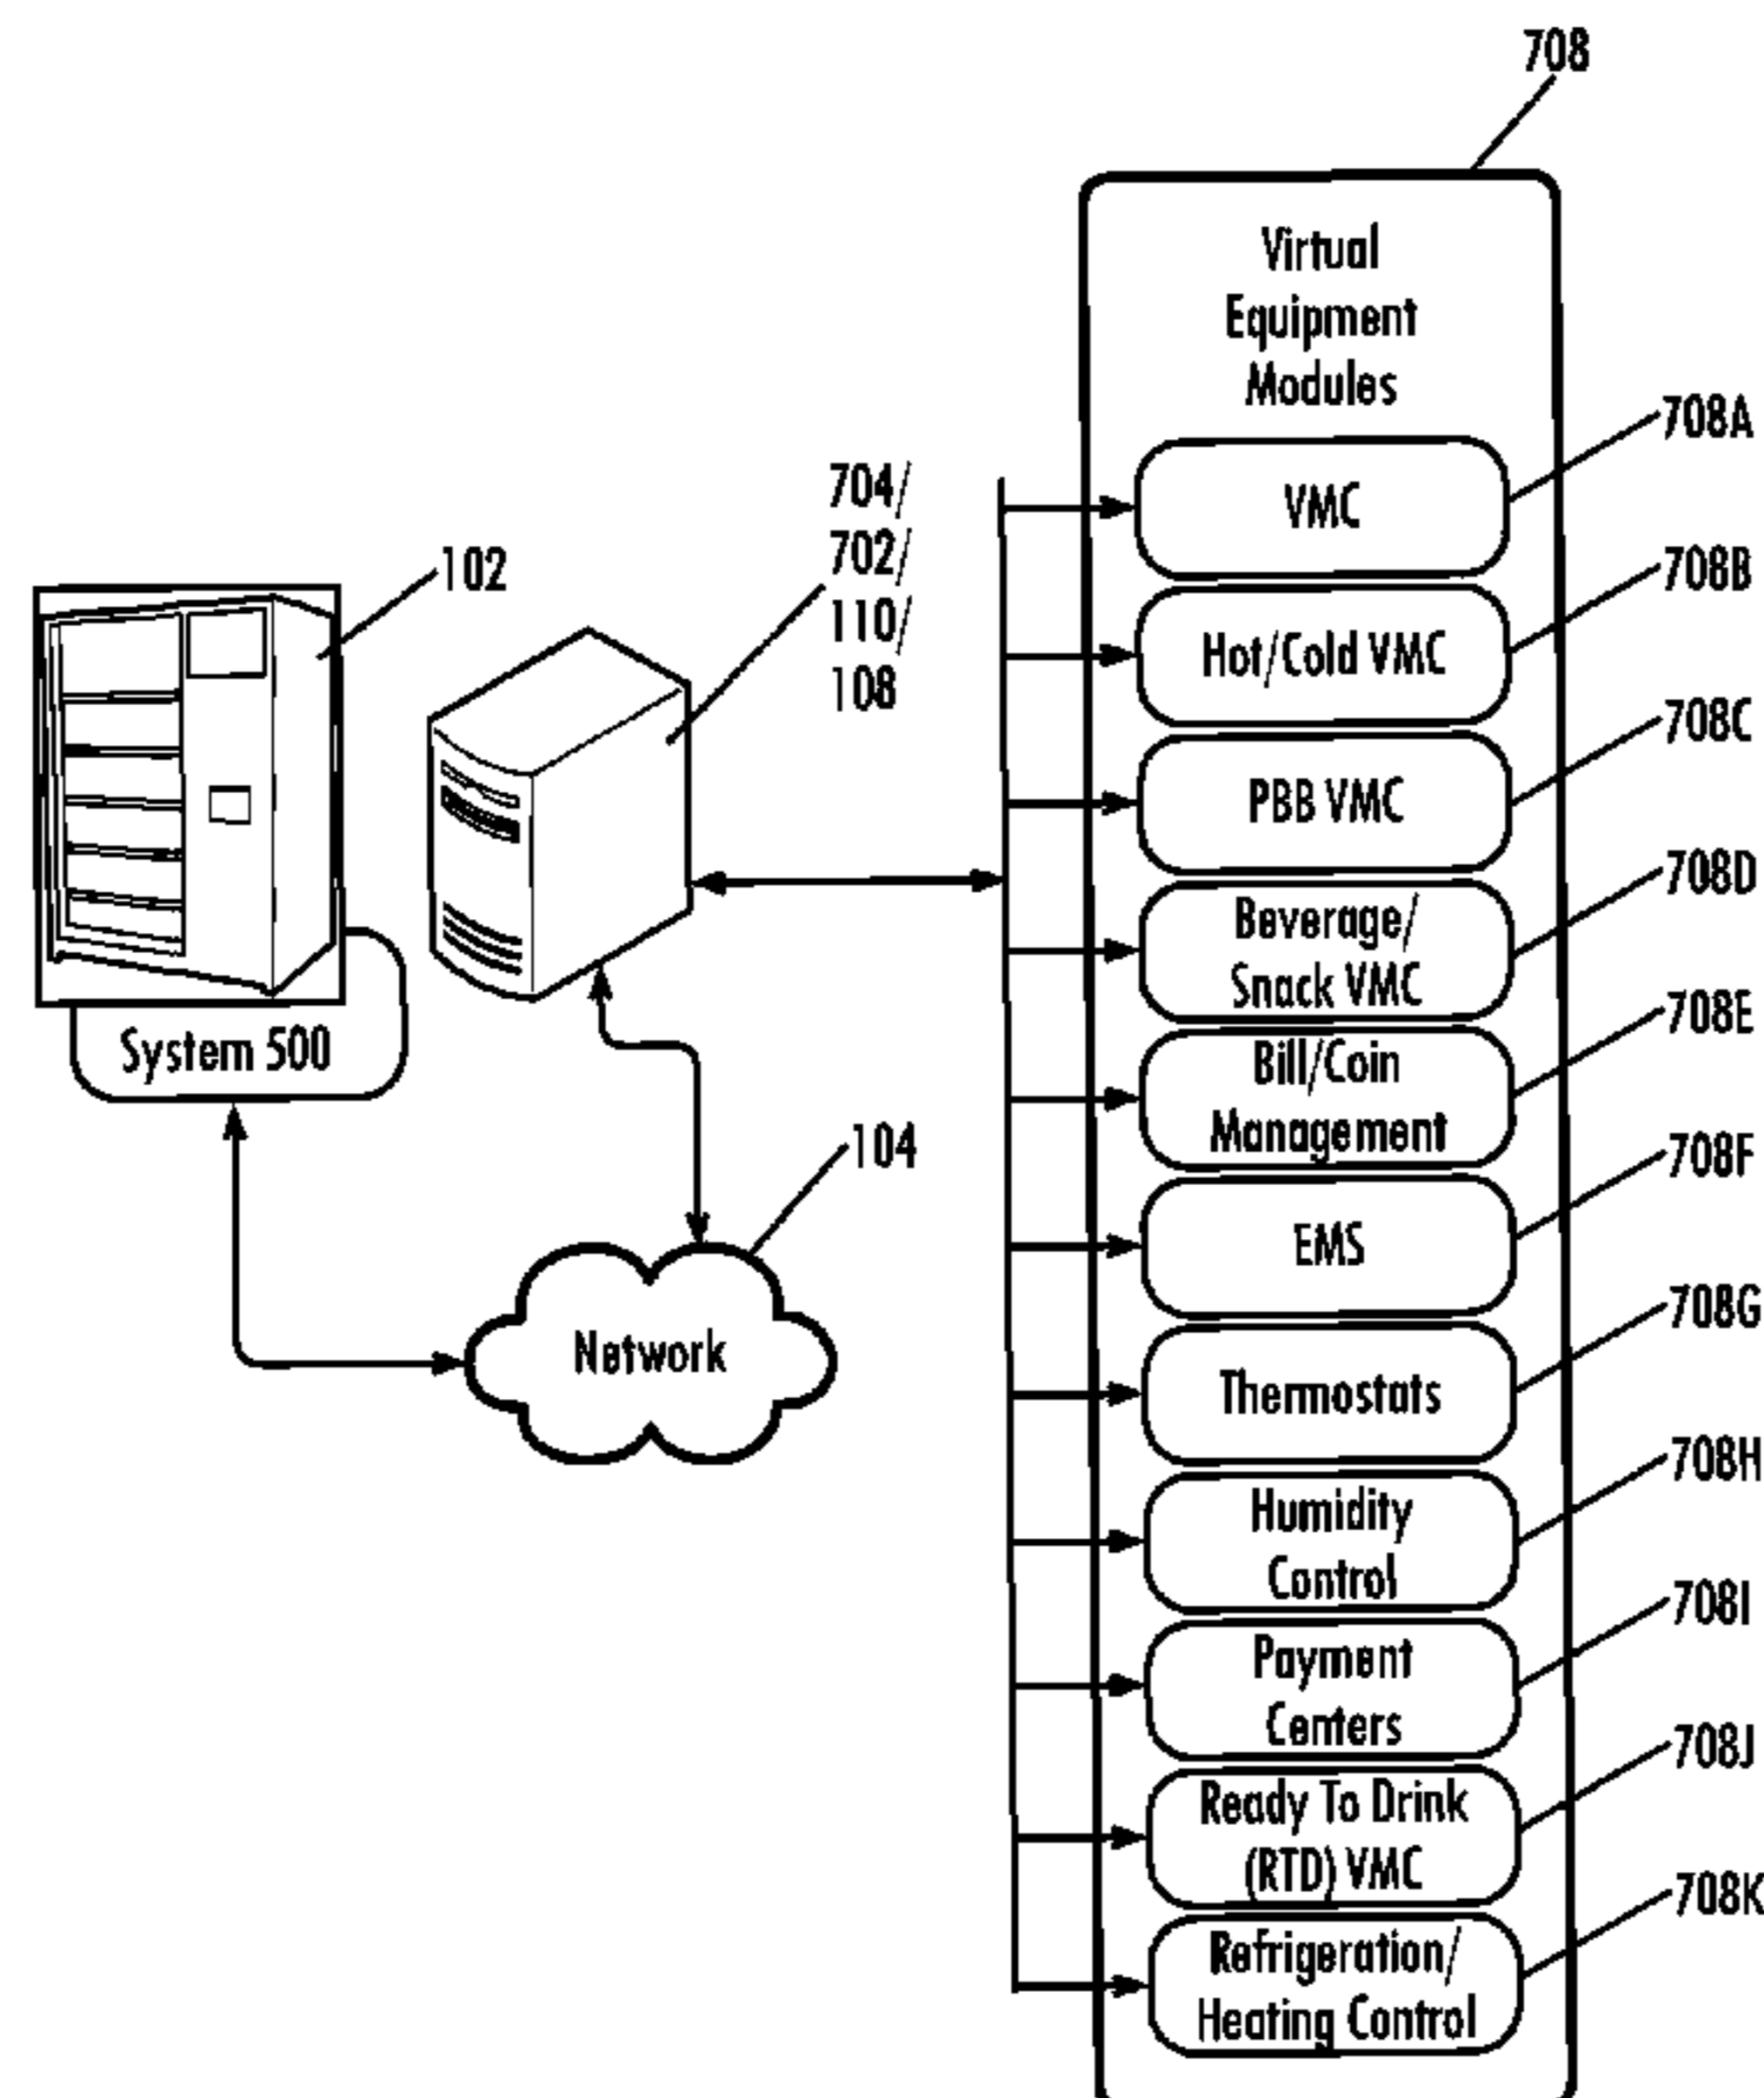 708
Virtual
Equipment
Modules
708A
VMC
704/
702/
110/
108
102
708B
Hot/Cold VMC
708C
PBB VMC
708D
Beverage/
Snack VMC
708E
System 500
Bill/Coin
Management
104
708F
EMS
708G
Network
Thermostats
708H
Humidity
Control
708I
Payment
Centers
708J
Ready To Drink
(RTD) VMC
708K
Refrigeration/
Heating Control